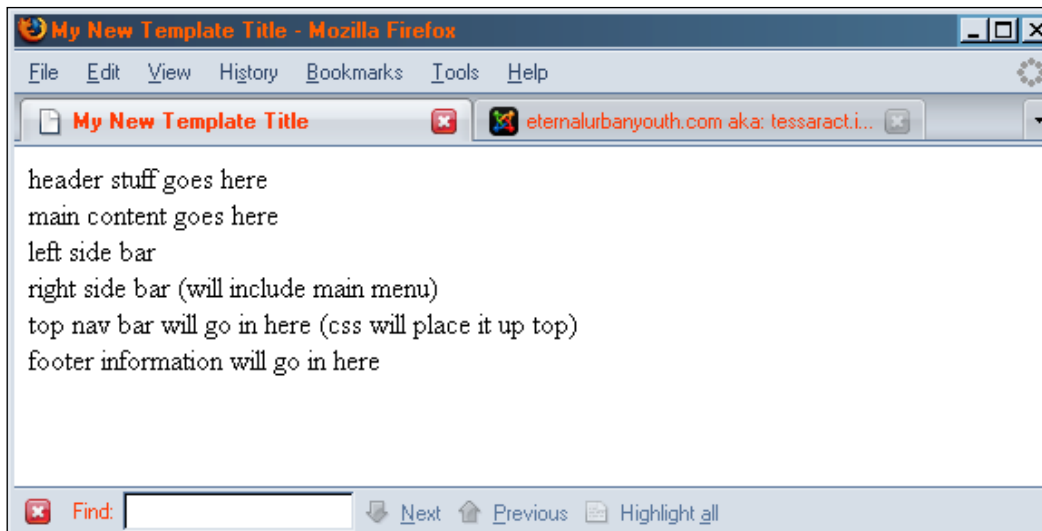 My New Template Title - Mozilla Firefox
File Edit View History Bookmarks Tools Help
My New Template Title eternalurbanyouth.com aka: tessaract.i...
header stuff goes here
main content goes here
left side bar
right side bar (will include main menu)
top nav bar will go in here (css will place it up top)
footer information will go in here
Find: Next Previous Highlight all